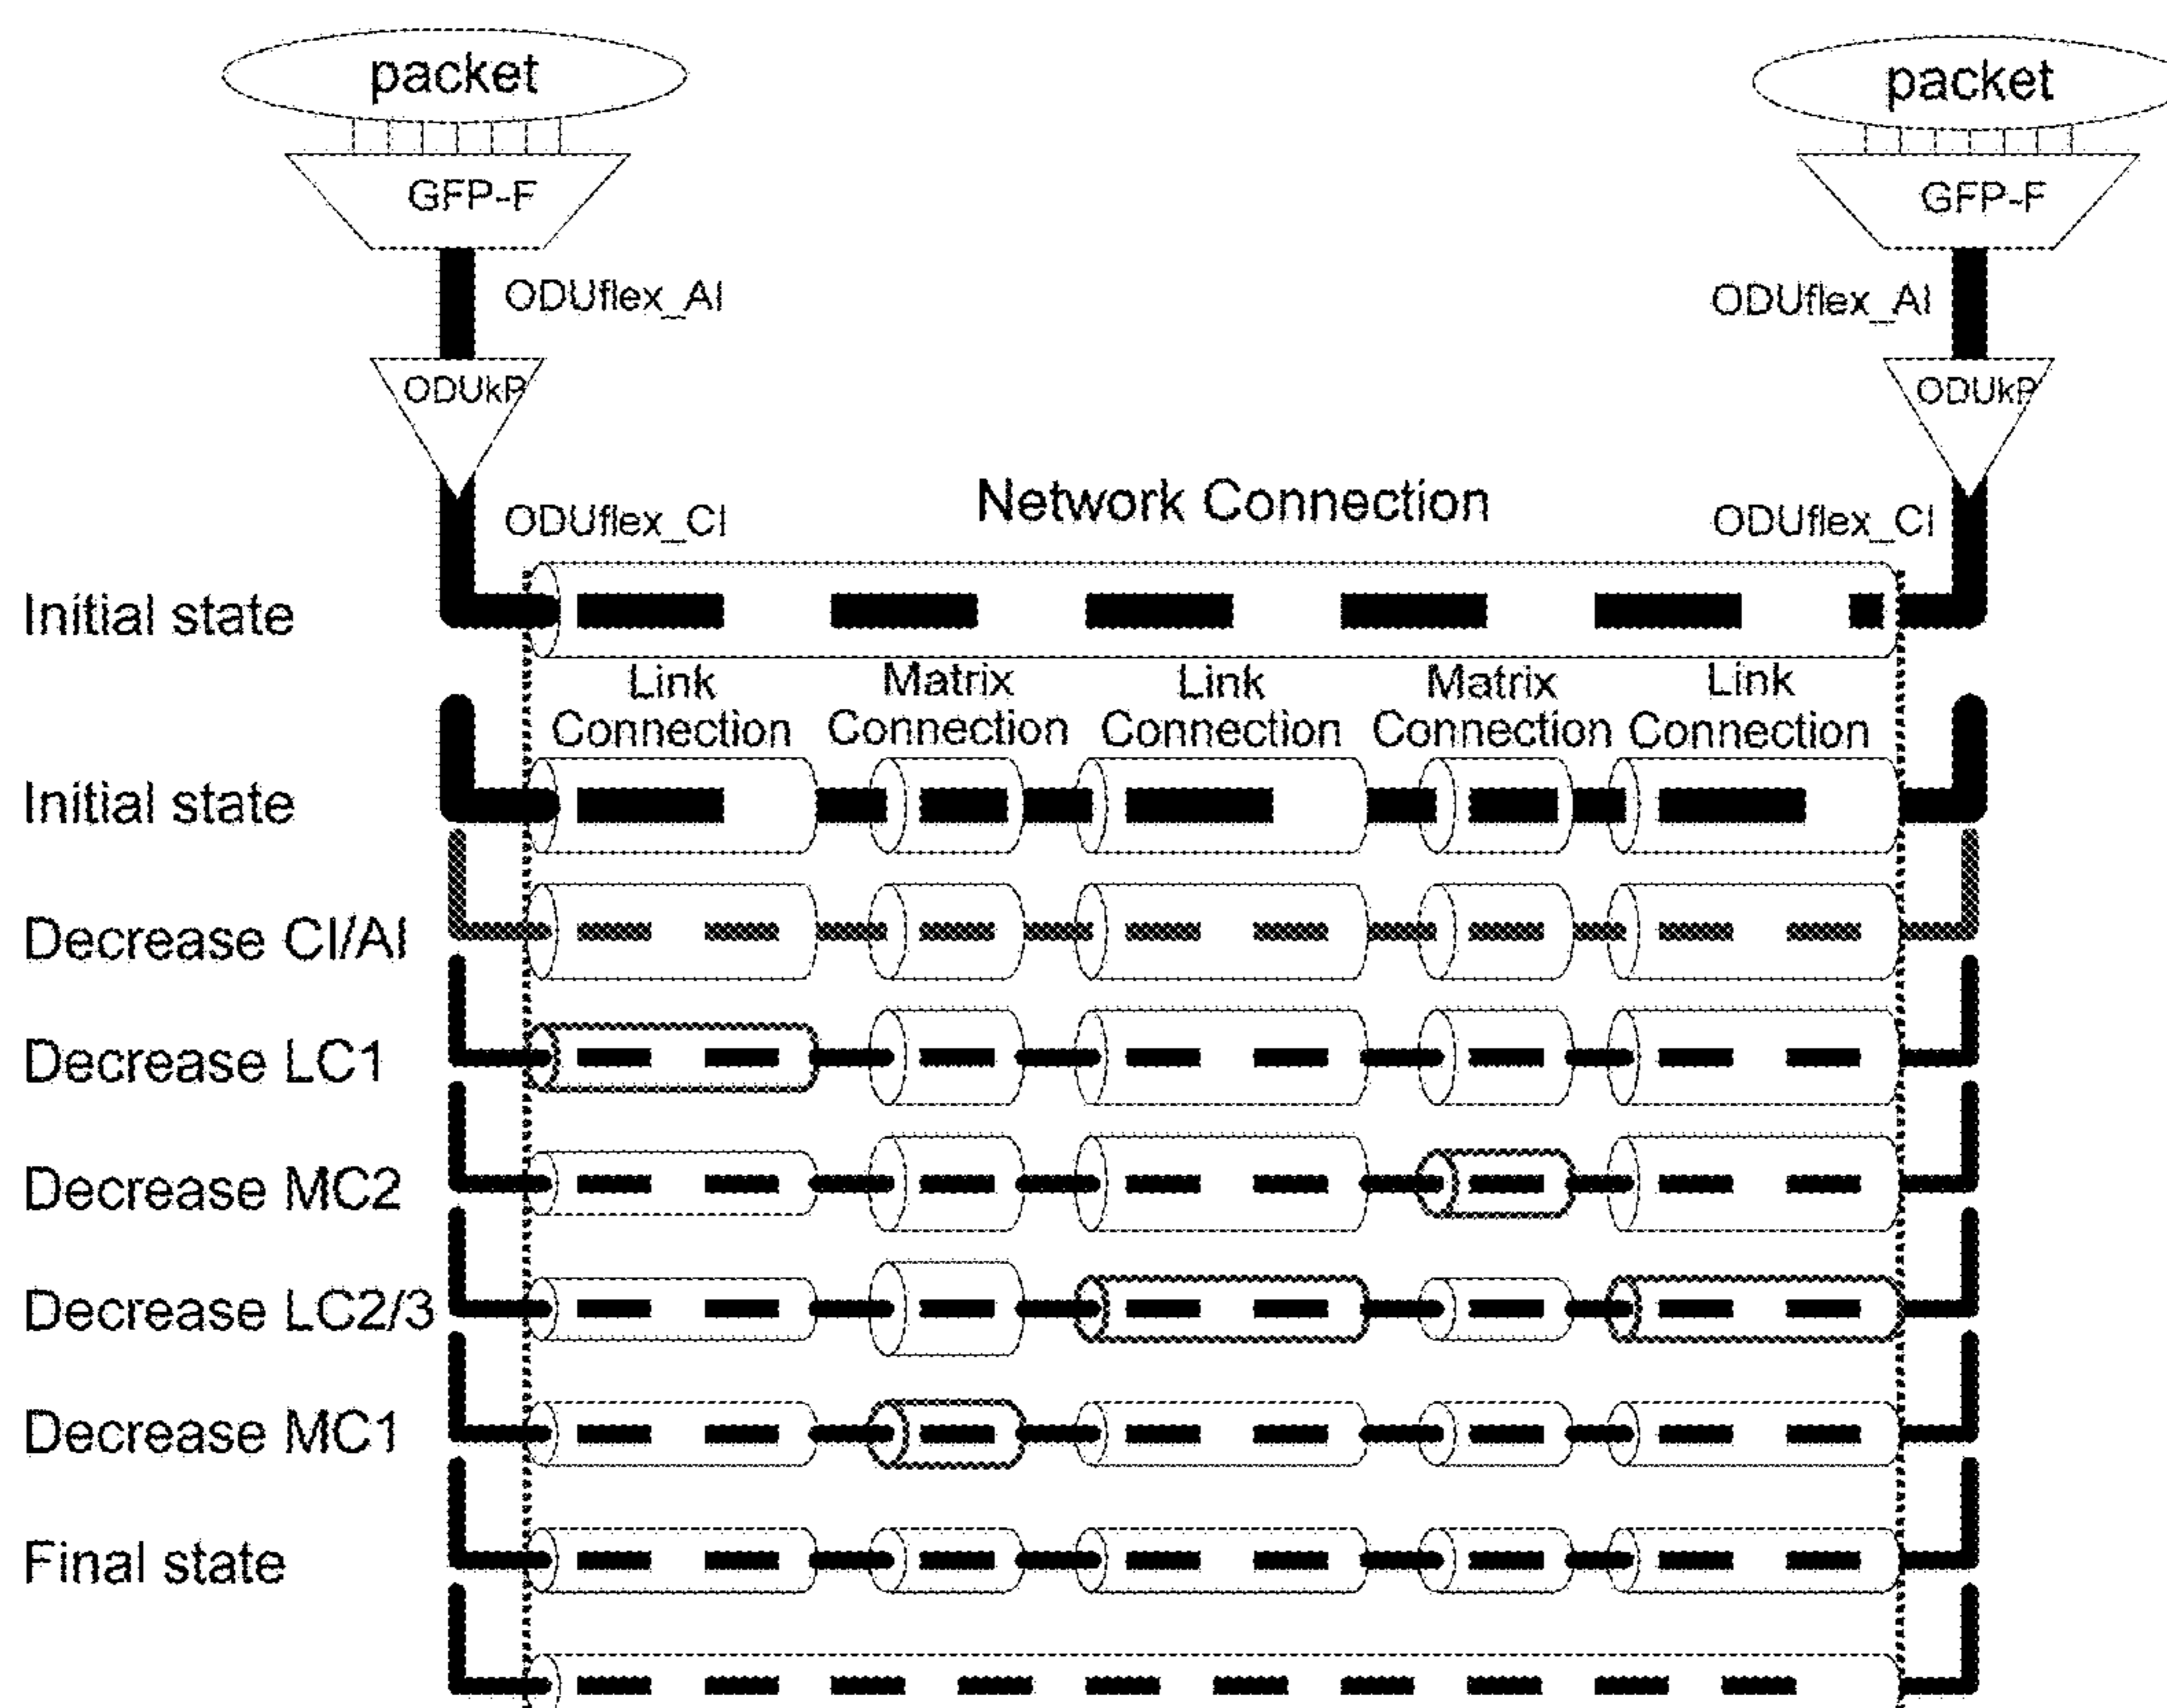 packet
packet
GFP-F
GFP-F
ODUflex_AI
ODUflex_AI
ODUkP
ODUkP
Network Connection
ODUflex_CI
ODUflex_CI
Initial state
Link
Matrix
Link
Matrix
Link
Connection
Connection
Connection
Connection
Connection
Initial state
Decrease CI/AI
Decrease LC1
Decrease MC2
Decrease LC2/3
Decrease MC1
Final state